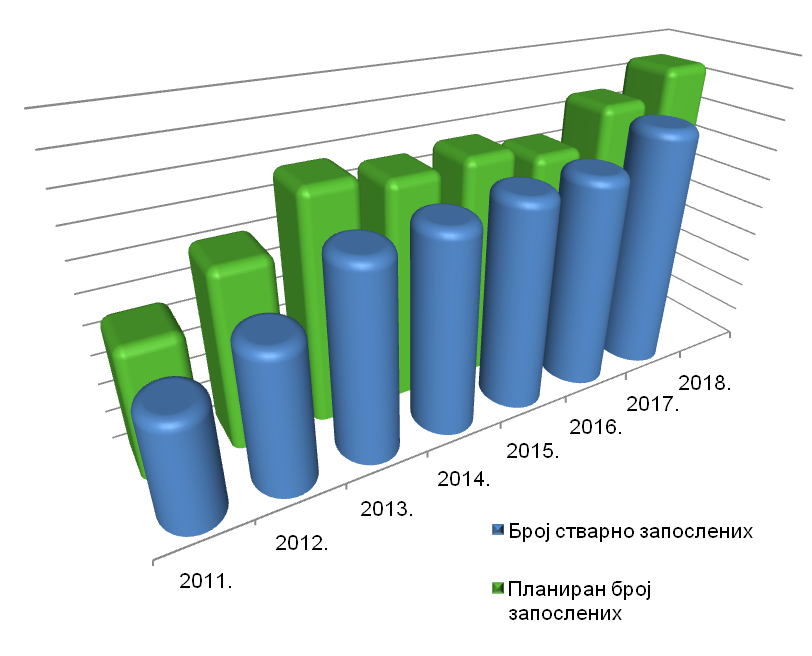 2011.
2012.
2013.
2014.
2015.
2016.
2017.
2018.
Број стварно запослених
Планиран број
запослених